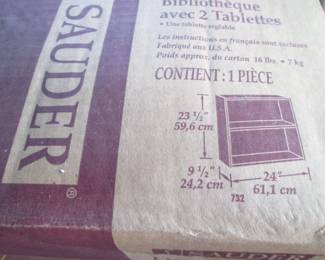 SAUDER®
Bibliothèque
avec 2 Tablettes
• Une tablette réglable
Les instructions en français sont incluses
Fabriqué aux U.S.A.
Poids approx. du carton 16 lbs. • 7 kg
CONTIENT : 1 PIÈCE
23 ½"
59,6 cm
9 ½"
24,2 cm
24"
61,1 cm
732
SAUDER